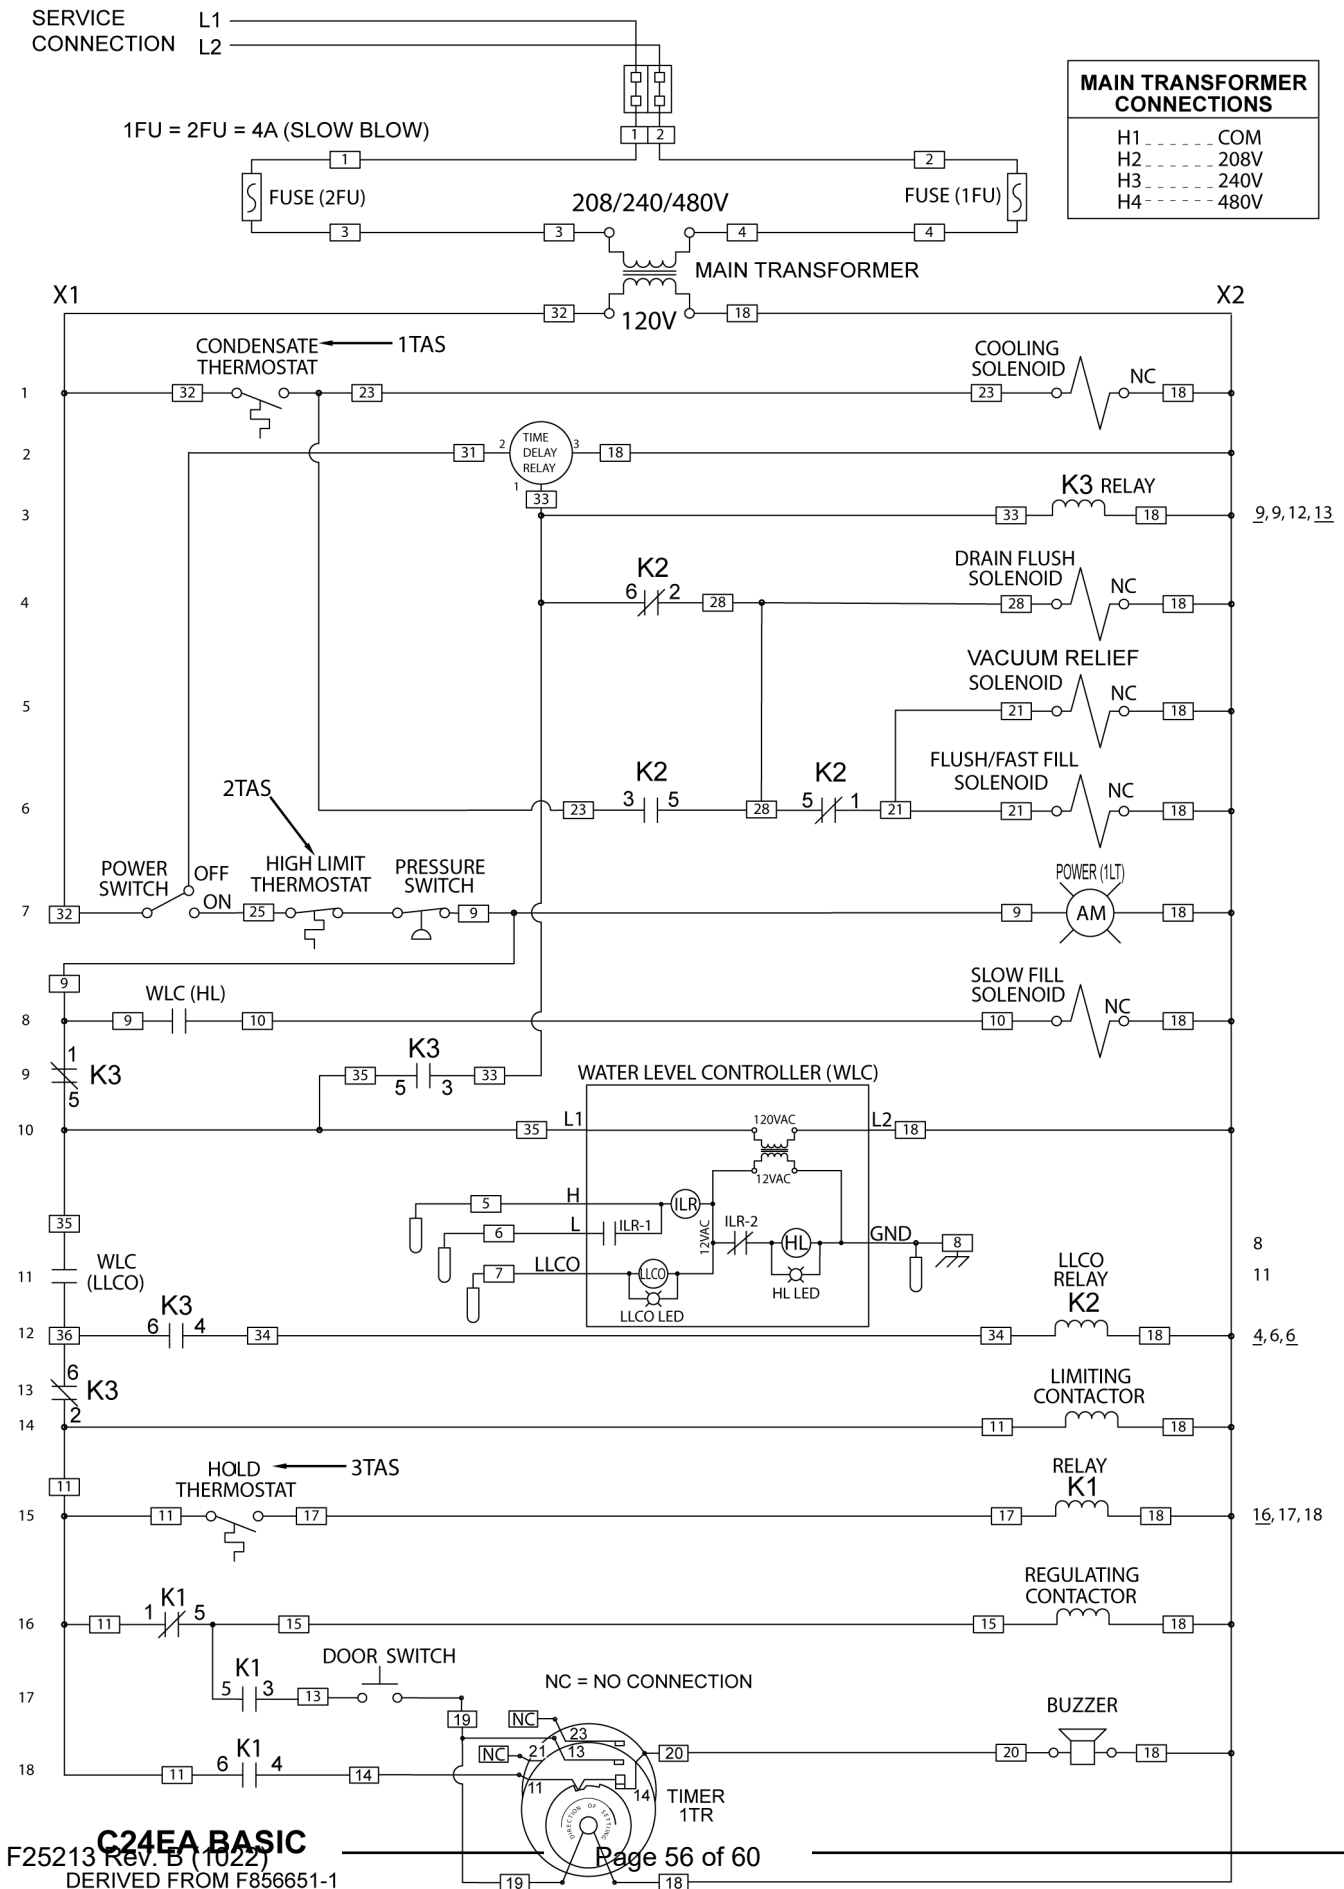 SERVICE L1
CONNECTION L2
MAIN TRANSFORMER
CONNECTIONS
H1 COM
H2 208V
H3 240V
H4 480V
1FU = 2FU = 4A (SLOW BLOW)
1 2
1 2
FUSE (2FU) FUSE (1FU)
208/240/480V
3 3 4 4
MAIN TRANSFORMER
X1 X2
32 120V 18
CONDENSATE 1TAS
THERMOSTAT
COOLING
SOLENOID
NC
1 32 23 23 18
2 31 2 TIME DELAY RELAY 3 18
1
33
K3 RELAY
3 33 18 9, 9, 12, 13
DRAIN FLUSH
SOLENOID
K2 NC
4 6 2 28 28 18
VACUUM RELIEF
SOLENOID
NC
5 21 18
FLUSH/FAST FILL
SOLENOID
2TAS K2 K2 NC
6 23 3 5 28 5 1 21 21 18
POWER
SWITCH
OFF
ON
HIGH LIMIT
THERMOSTAT
PRESSURE
SWITCH
POWER (1LT)
7 32 25 9 9 AM 18
9
WLC (HL)
SLOW FILL
SOLENOID
NC
8 9 10 10 18
9 1 K3 5 35 K3 5 3 33
WATER LEVEL CONTROLLER (WLC)
10 35 L1 120VAC L2 18
12VAC
5 H ILR
35 6 L ILR-1 12VAC ILR-2 HL GND 8 8
7 LLCO LLCO HL LED
LLCO LED
11 WLC
(LLCO)
11
LLCO
RELAY
K2
12 36 K3 6 4 34 34 18 4, 6, 6
13 6 K3 2
LIMITING
CONTACTOR
14 11 18
11
HOLD 3TAS
THERMOSTAT
RELAY
K1
15 11 17 17 18 16, 17, 18
REGULATING
CONTACTOR
K1
16 11 1 5 15 15 18
DOOR SWITCH
NC = NO CONNECTION
K1
17 5 3 13
19 NC 23
BUZZER
NC 21 13 20 20 18
K1
18 11 6 4 14 11 14
TIMER
1TR
DIRECTION OF SETTING
C24EA BASIC
F25213 Rev. B (1022) Page 56 of 60
DERIVED FROM F856651-1
19 18